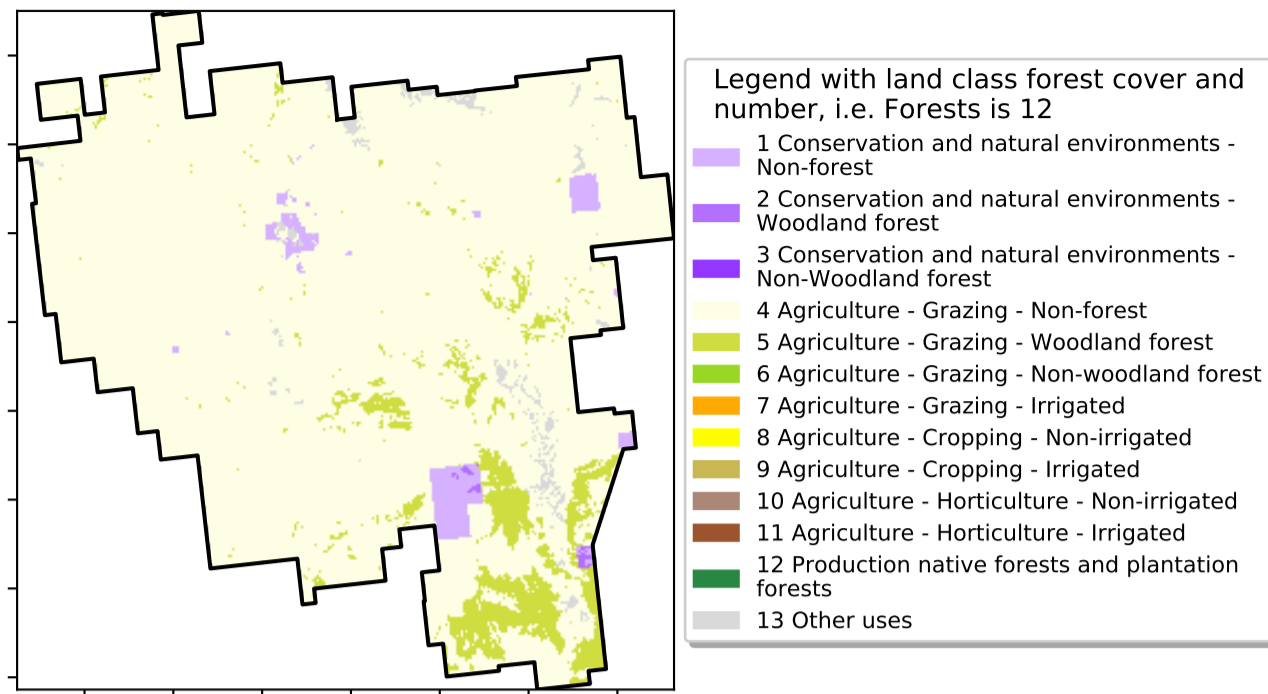 Legend with land class forest cover and
number, i.e. Forests is 12
1 Conservation and natural environments -
Non-forest
2 Conservation and natural environments -
Woodland forest
3 Conservation and natural environments -
Non-Woodland forest
4 Agriculture - Grazing - Non-forest
5 Agriculture - Grazing - Woodland forest
6 Agriculture - Grazing - Non-woodland forest
7 Agriculture - Grazing - Irrigated
8 Agriculture - Cropping - Non-irrigated
9 Agriculture - Cropping - Irrigated
10 Agriculture - Horticulture - Non-irrigated
11 Agriculture - Horticulture - Irrigated
12 Production native forests and plantation
forests
13 Other uses